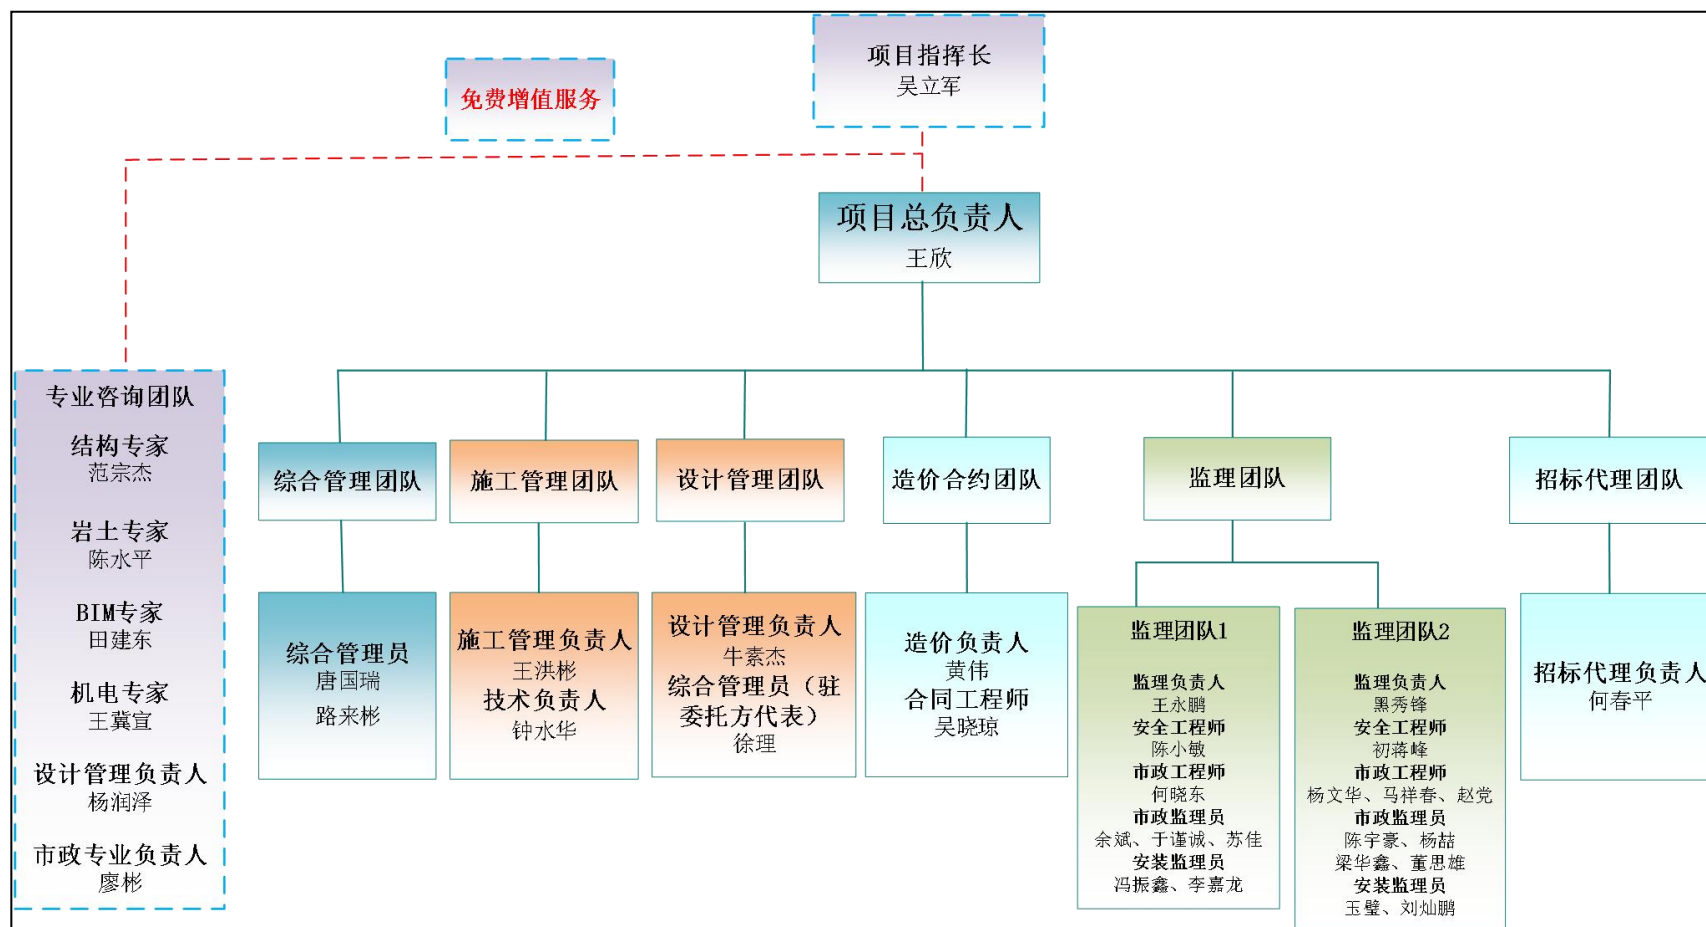 项目指挥长
吴立军
免费增值服务
项目总负责人
王欣
专业咨询团队
结构专家
范宗杰
岩土专家
陈水平
BIM专家
田建东
机电专家
王冀宣
设计管理负责人
杨润泽
市政专业负责人
廖彬
综合管理团队
综合管理员
唐国瑞
路来彬
施工管理团队
施工管理负责人
王洪彬
技术负责人
钟水华
设计管理团队
设计管理负责人
牛素杰
综合管理员（驻
委托方代表）
徐理
造价合约团队
造价负责人
黄伟
合同工程师
吴晓琼
监理团队
监理团队1
监理负责人
王永鹏
安全工程师
陈小敏
市政工程师
何晓东
市政监理员
余斌、于谨诚、苏佳
安装监理员
冯振鑫、李嘉龙
监理团队2
监理负责人
黑秀锋
安全工程师
初蒋峰
市政工程师
杨文华、马祥春、赵党
市政监理员
陈宇豪、杨喆
梁华鑫、董思雄
安装监理员
玉璧、刘灿鹏
招标代理团队
招标代理负责人
何春平